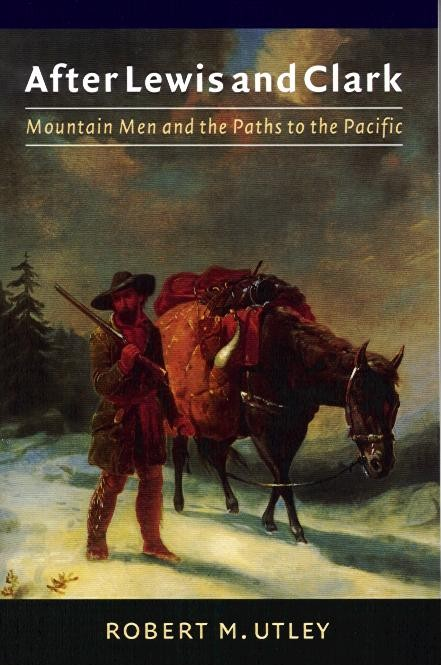 After Lewis and Clark
Mountain Men and the Paths to the Pacific
ROBERT M. UTLEY